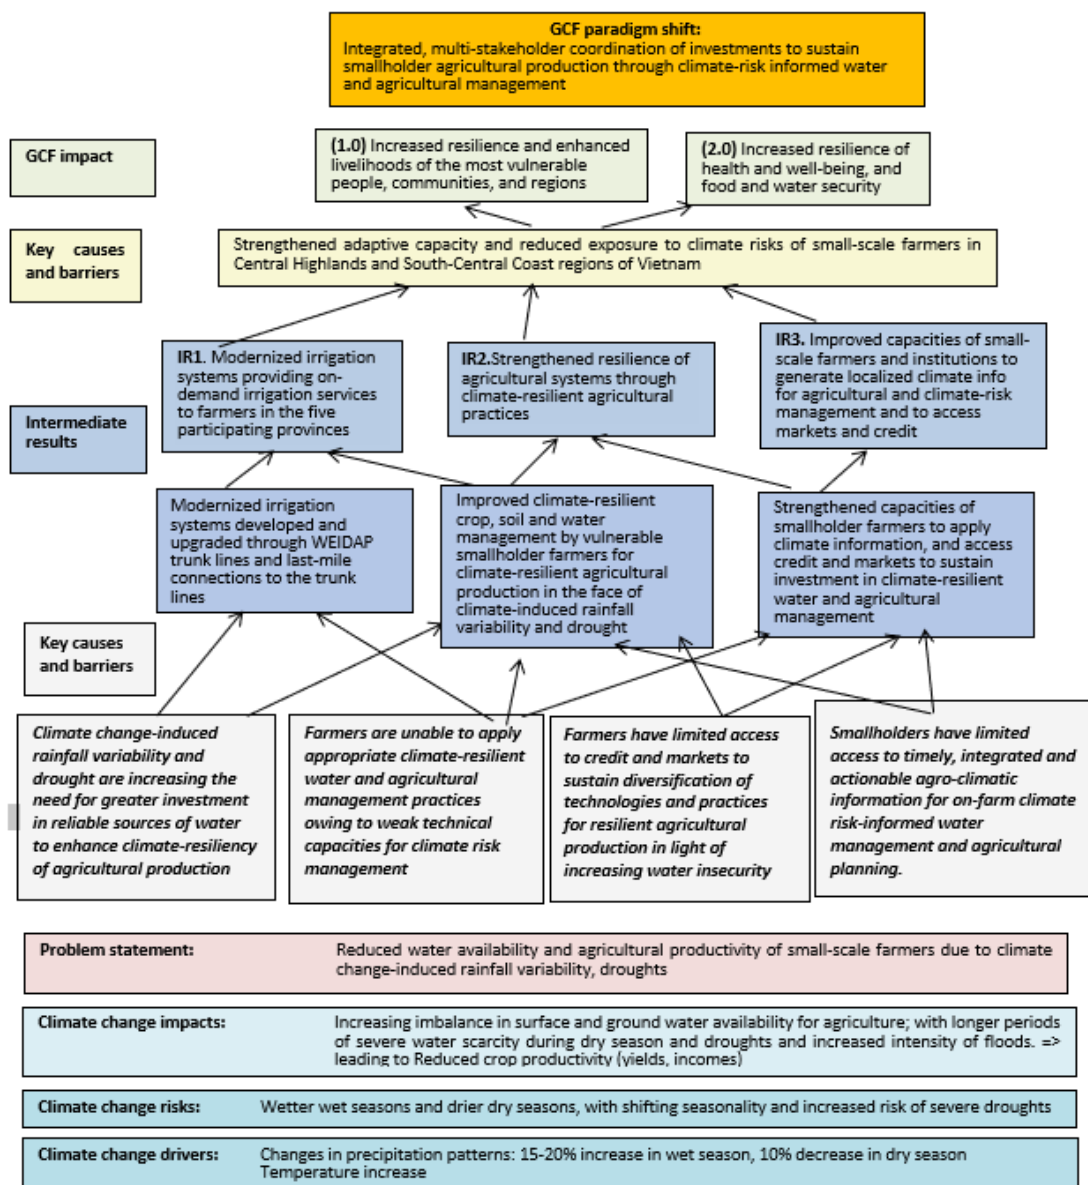 GCF paradigm shift:
Integrated, multi-stakeholder coordination of investments to sustain
smallholder agricultural production through climate-risk informed water
and agricultural management
GCF impact
(1.0) Increased resilience and enhanced
livelihoods of the most vulnerable
people, communities, and regions
(2.0) Increased resilience of
health and well-being, and
food and water security
Key causes
and barriers
Strengthened adaptive capacity and reduced exposure to climate risks of small-scale farmers in
Central Highlands and South-Central Coast regions of Vietnam
Intermediate
results
IR1. Modernized irrigation
systems providing on-
demand irrigation services
to farmers in the five
participating provinces
IR2.Strengthened resilience of
agricultural systems through
climate-resilient agricultural
practices
IR3. Improved capacities of small-
scale farmers and institutions to
generate localized climate info
for agricultural and climate-risk
management and to access
markets and credit
Modernized irrigation
systems developed and
upgraded through WEIDAP
trunk lines and last-mile
connections to the trunk
lines
Improved climate-resilient
crop, soil and water
management by vulnerable
smallholder farmers for
climate-resilient agricultural
production in the face of
climate-induced rainfall
variability and drought
Strengthened capacities of
smallholder farmers to apply
climate information, and access
credit and markets to sustain
investment in climate-resilient
water and agricultural
management
Key causes
and barriers
Climate change-induced
rainfall variability and
drought are increasing the
need for greater investment
in reliable sources of water
to enhance climate-resiliency
of agricultural production
Farmers are unable to apply
appropriate climate-resilient
water and agricultural
management practices
owing to weak technical
capacities for climate risk
management
Farmers have limited access
to credit and markets to
sustain diversification of
technologies and practices
for resilient agricultural
production in light of
increasing water insecurity
Smallholders have limited
access to timely, integrated and
actionable agro-climatic
information for on-farm climate
risk-informed water
management and agricultural
planning.
Problem statement: Reduced water availability and agricultural productivity of small-scale farmers due to climate
change-induced rainfall variability, droughts
Climate change impacts: Increasing imbalance in surface and ground water availability for agriculture; with longer periods
of severe water scarcity during dry season and droughts and increased intensity of floods. =>
leading to Reduced crop productivity (yields, incomes)
Climate change risks: Wetter wet seasons and drier dry seasons, with shifting seasonality and increased risk of severe droughts
Climate change drivers: Changes in precipitation patterns: 15-20% increase in wet season, 10% decrease in dry season
Temperature increase